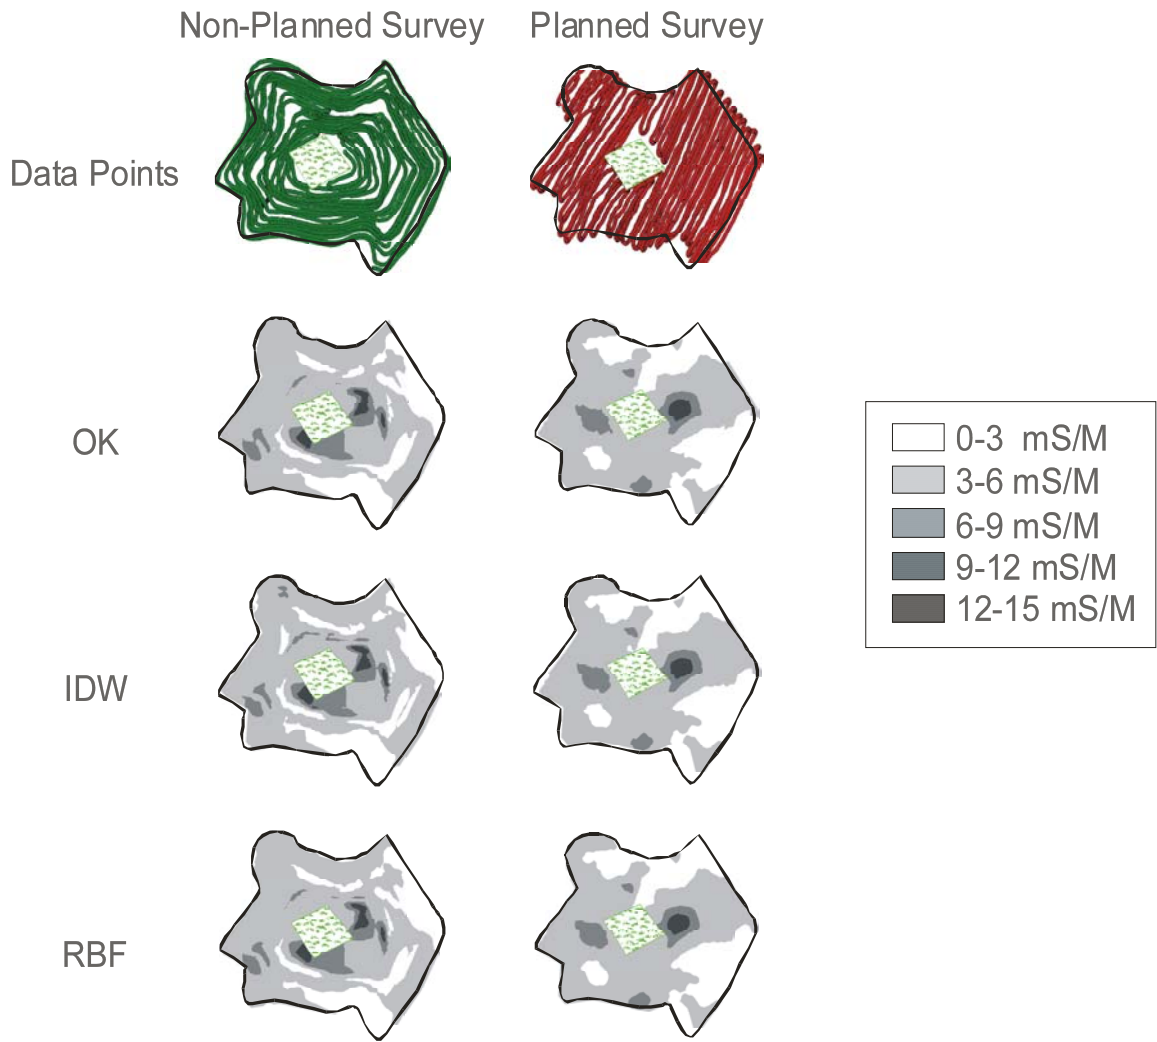 Non-Planned Survey
Planned Survey
Data Points
OK
IDW
RBF
0-3 mS/M
3-6 mS/M
6-9 mS/M
9-12 mS/M
12-15 mS/M